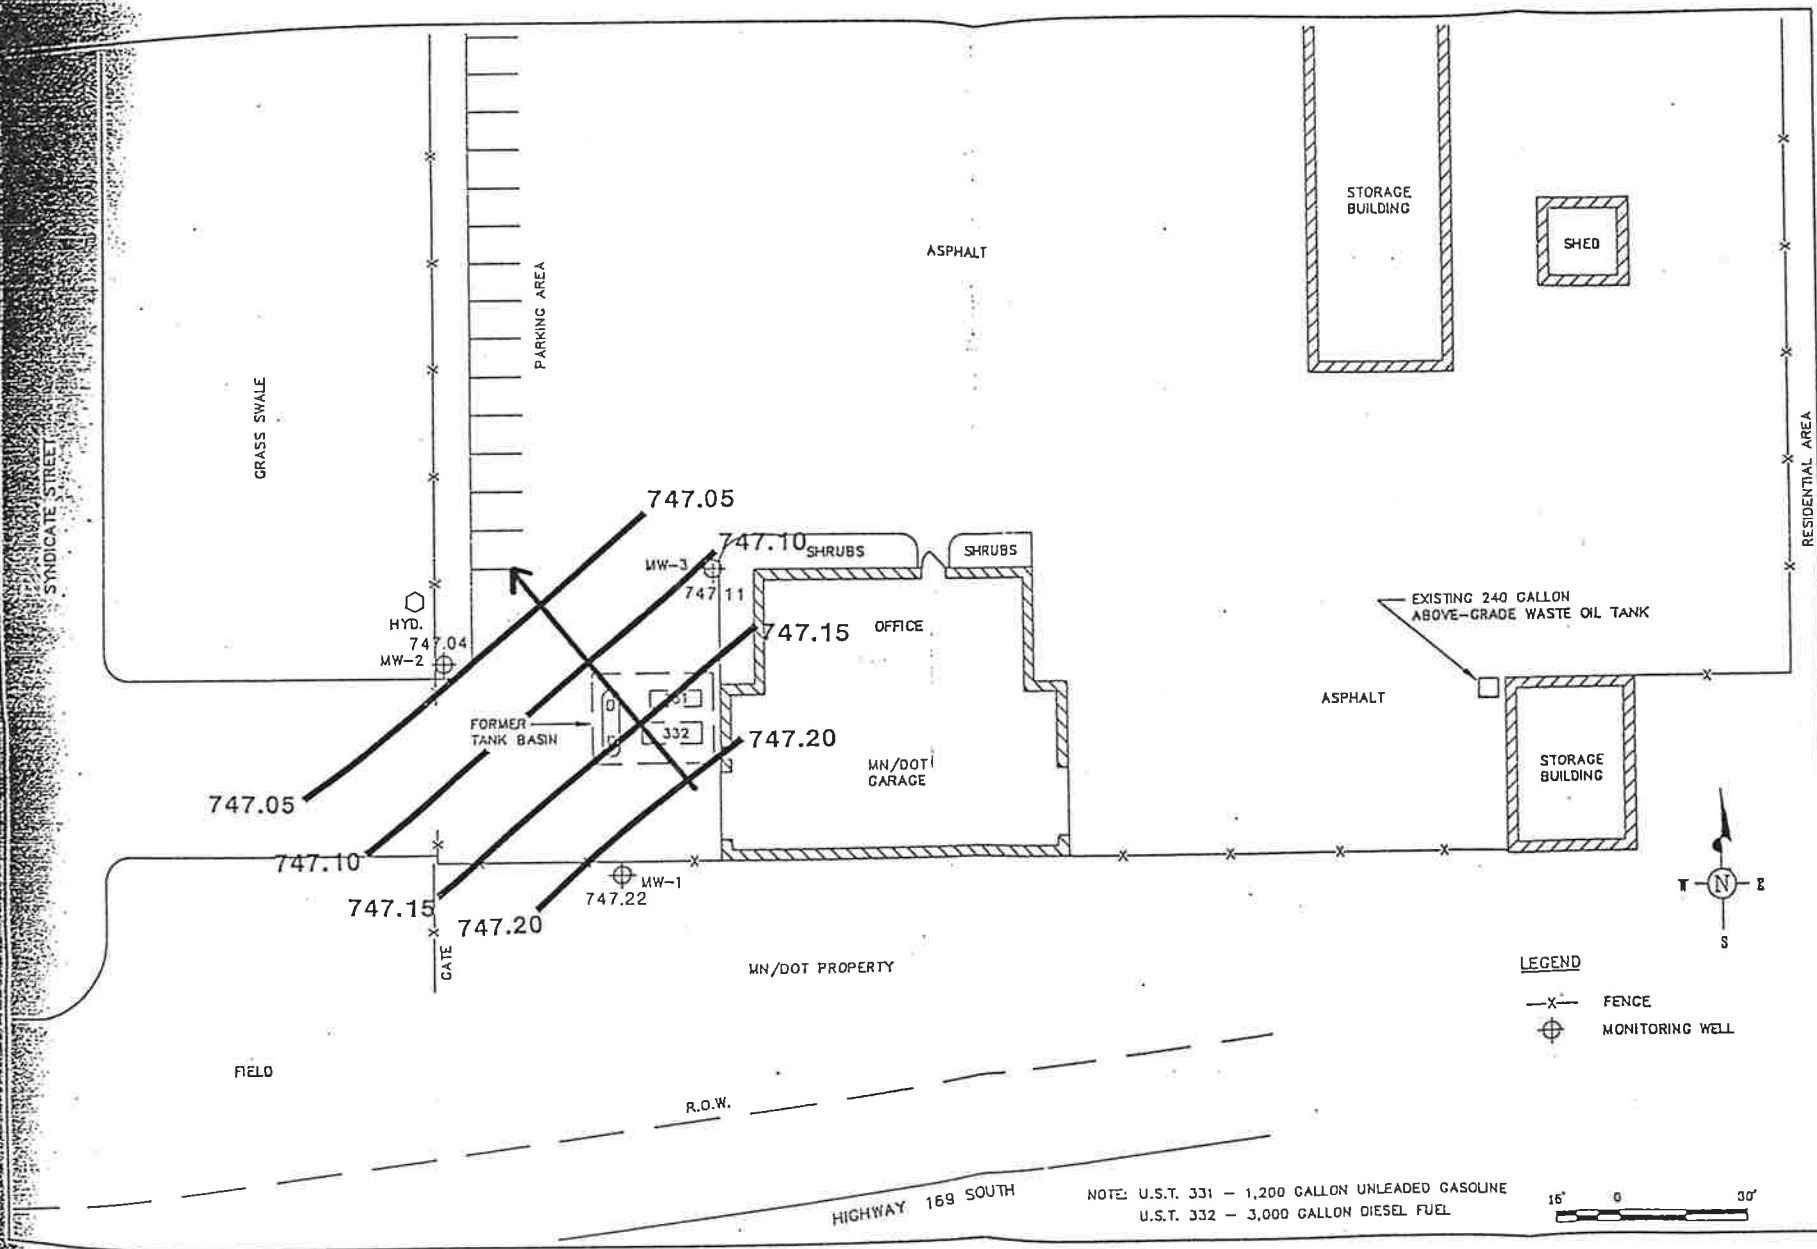 STORAGE
BUILDING
SHED
ASPHALT
PARKING AREA
GRASS SWALE
SYNDICATE STREET
RESIDENTIAL AREA
747.05
747.10
SHRUBS
SHRUBS
MW-3
747.11
EXISTING 240 GALLON
ABOVE-GRADE WASTE OIL TANK
HYD.
747.04
MW-2
OFFICE
747.15
ASPHALT
FORMER
TANK BASIN
332
747.20
MN/DOT
GARAGE
STORAGE
BUILDING
747.05
747.10
MW-1
747.22
747.15
747.20
GATE
W N E
S
MN/DOT PROPERTY
LEGEND
-X- FENCE
MONITORING WELL
FIELD
R.O.W.
HIGHWAY 169 SOUTH
NOTE: U.S.T. 331 - 1,200 GALLON UNLEADED GASOLINE
U.S.T. 332 - 3,000 GALLON DIESEL FUEL
15' 0 30'